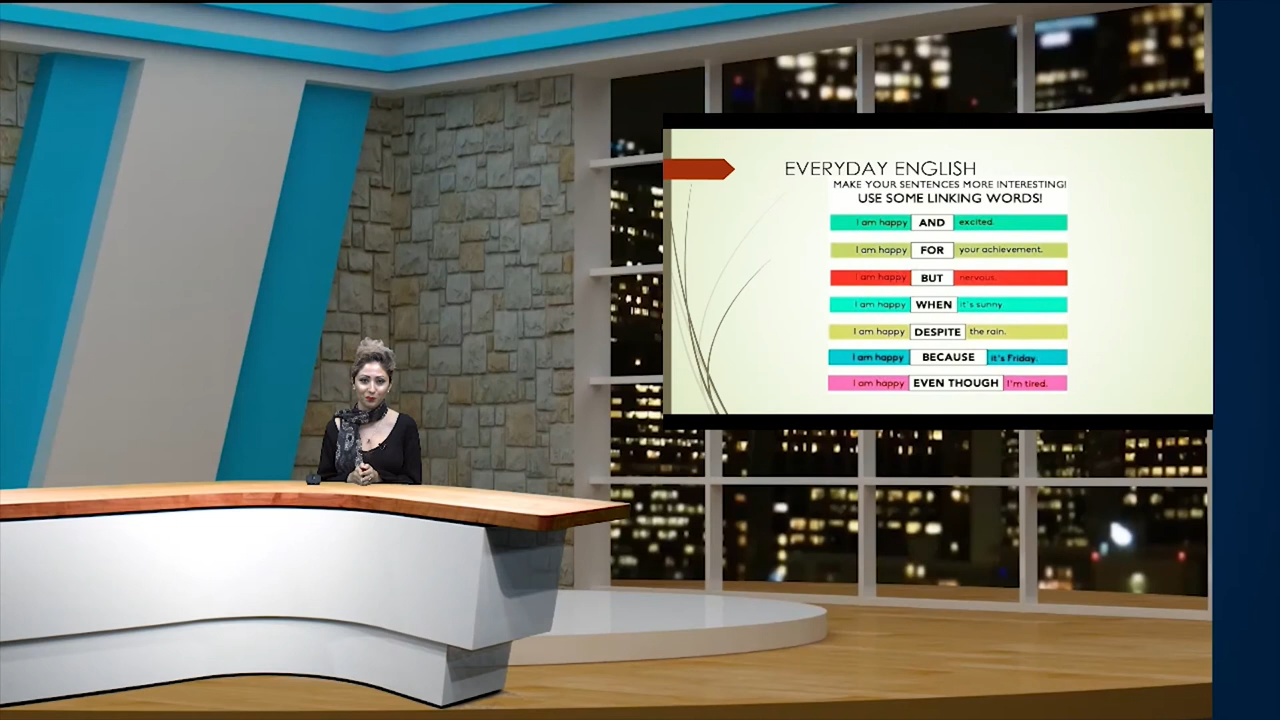 EVERYDAY ENGLISH
MAKE YOUR SENTENCES MORE INTERESTING!
USE SOME LINKING WORDS!
I am happy AND excited.
I am happy FOR your achievement.
I am happy BUT nervous.
I am happy WHEN it's sunny
I am happy DESPITE the rain.
I am happy BECAUSE it's Friday.
I am happy EVEN THOUGH I'm tired.